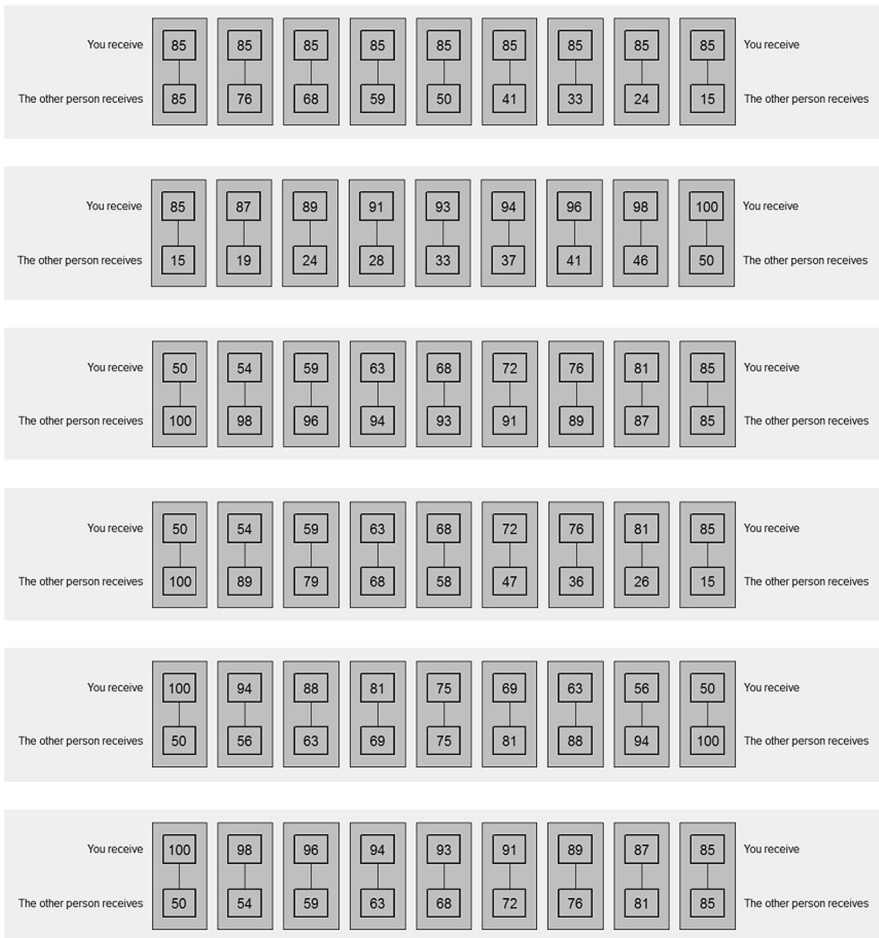 You receive 85 85 85 85 85 85 85 85 85 You receive
The other person receives 85 76 68 59 50 41 33 24 15 The other person receives
You receive 85 87 89 91 93 94 96 98 100 You receive
The other person receives 15 19 24 28 33 37 41 46 50 The other person receives
You receive 50 54 59 63 68 72 76 81 85 You receive
The other person receives 100 98 96 94 93 91 89 87 85 The other person receives
You receive 50 54 59 63 68 72 76 81 85 You receive
The other person receives 100 89 79 68 58 47 36 26 15 The other person receives
You receive 100 94 88 81 75 69 63 56 50 You receive
The other person receives 50 56 63 69 75 81 88 94 100 The other person receives
You receive 100 98 96 94 93 91 89 87 85 You receive
The other person receives 50 54 59 63 68 72 76 81 85 The other person receives